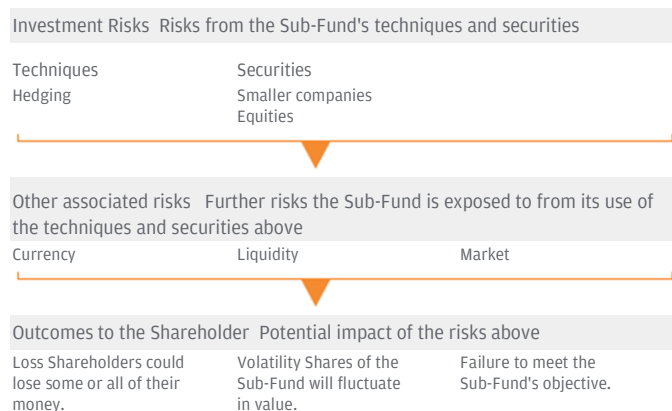 Investment Risks Risks from the Sub-Fund's techniques and securities
Techniques
Hedging
Securities
Smaller companies
Equities
Other associated risks Further risks the Sub-Fund is exposed to from its use of
the techniques and securities above
Currency
Liquidity
Market
Outcomes to the Shareholder Potential impact of the risks above
Loss Shareholders could
lose some or all of their
money.
Volatility Shares of the
Sub-Fund will fluctuate
in value.
Failure to meet the
Sub-Fund's objective.